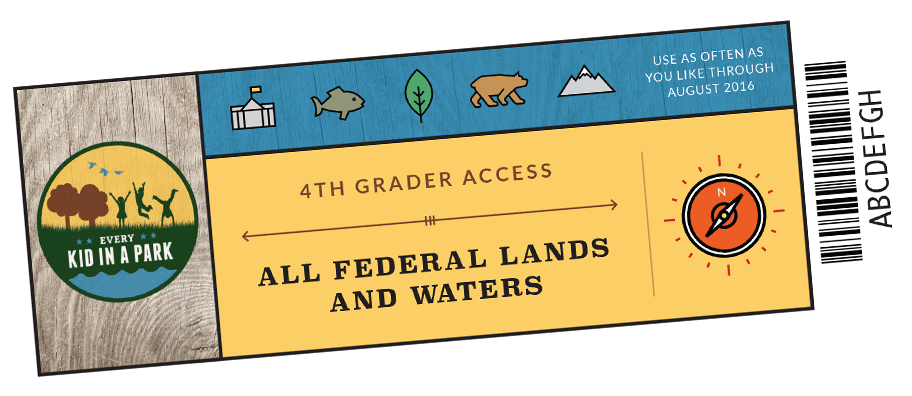 EVERY
KID IN A PARK
USE AS OFTEN AS
YOU LIKE THROUGH
AUGUST 2016
4TH GRADER ACCESS
ALL FEDERAL LANDS
AND WATERS
N
ABCDEFGH